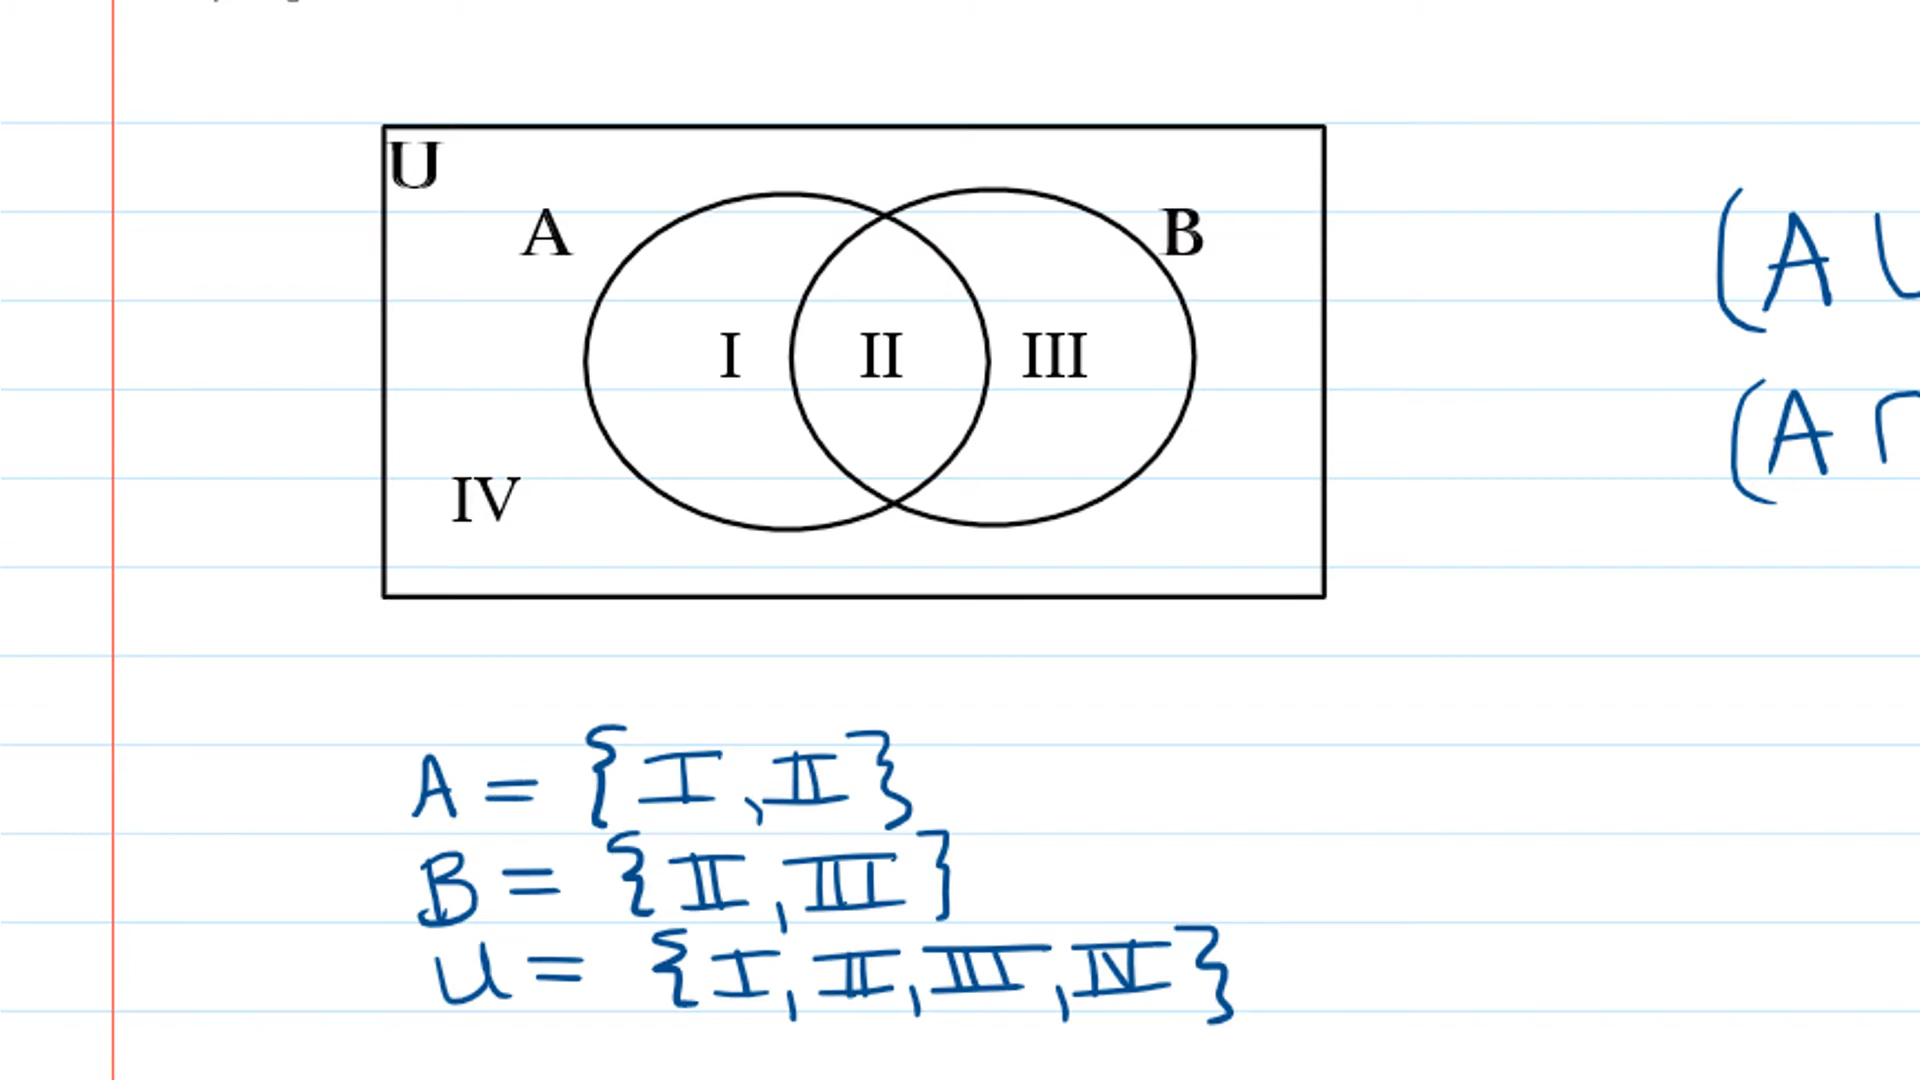 U
A B
I II III
IV
(A U
(A ∩
A = {I, II}
B = {II, III}
U = {I, II, III, IV}